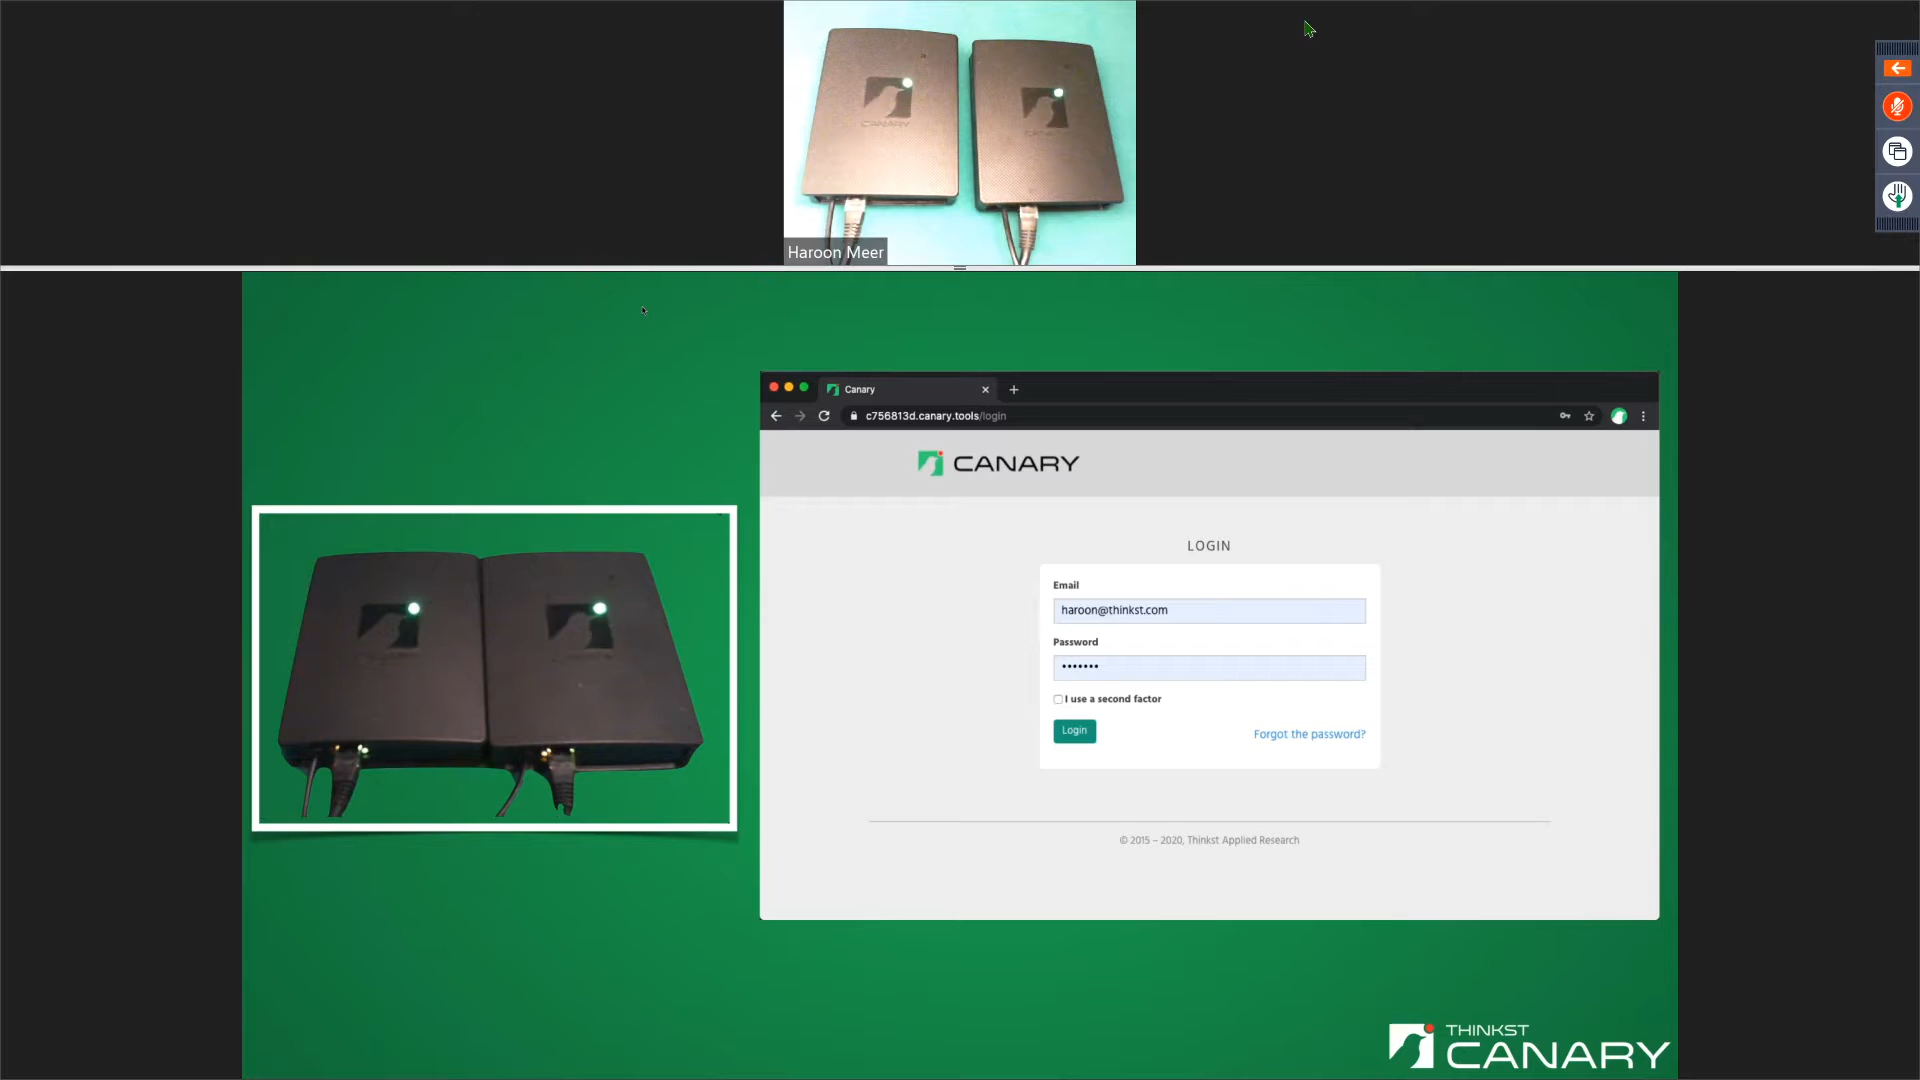 CANARY
Haroon Meer
Canary
c756813d.canary.tools/login
CANARY
LOGIN
Email
haroon@thinkst.com
Password
•••••••
I use a second factor
Login
Forgot the password?
© 2015 – 2020, Thinkst Applied Research
THINKST
CANARY